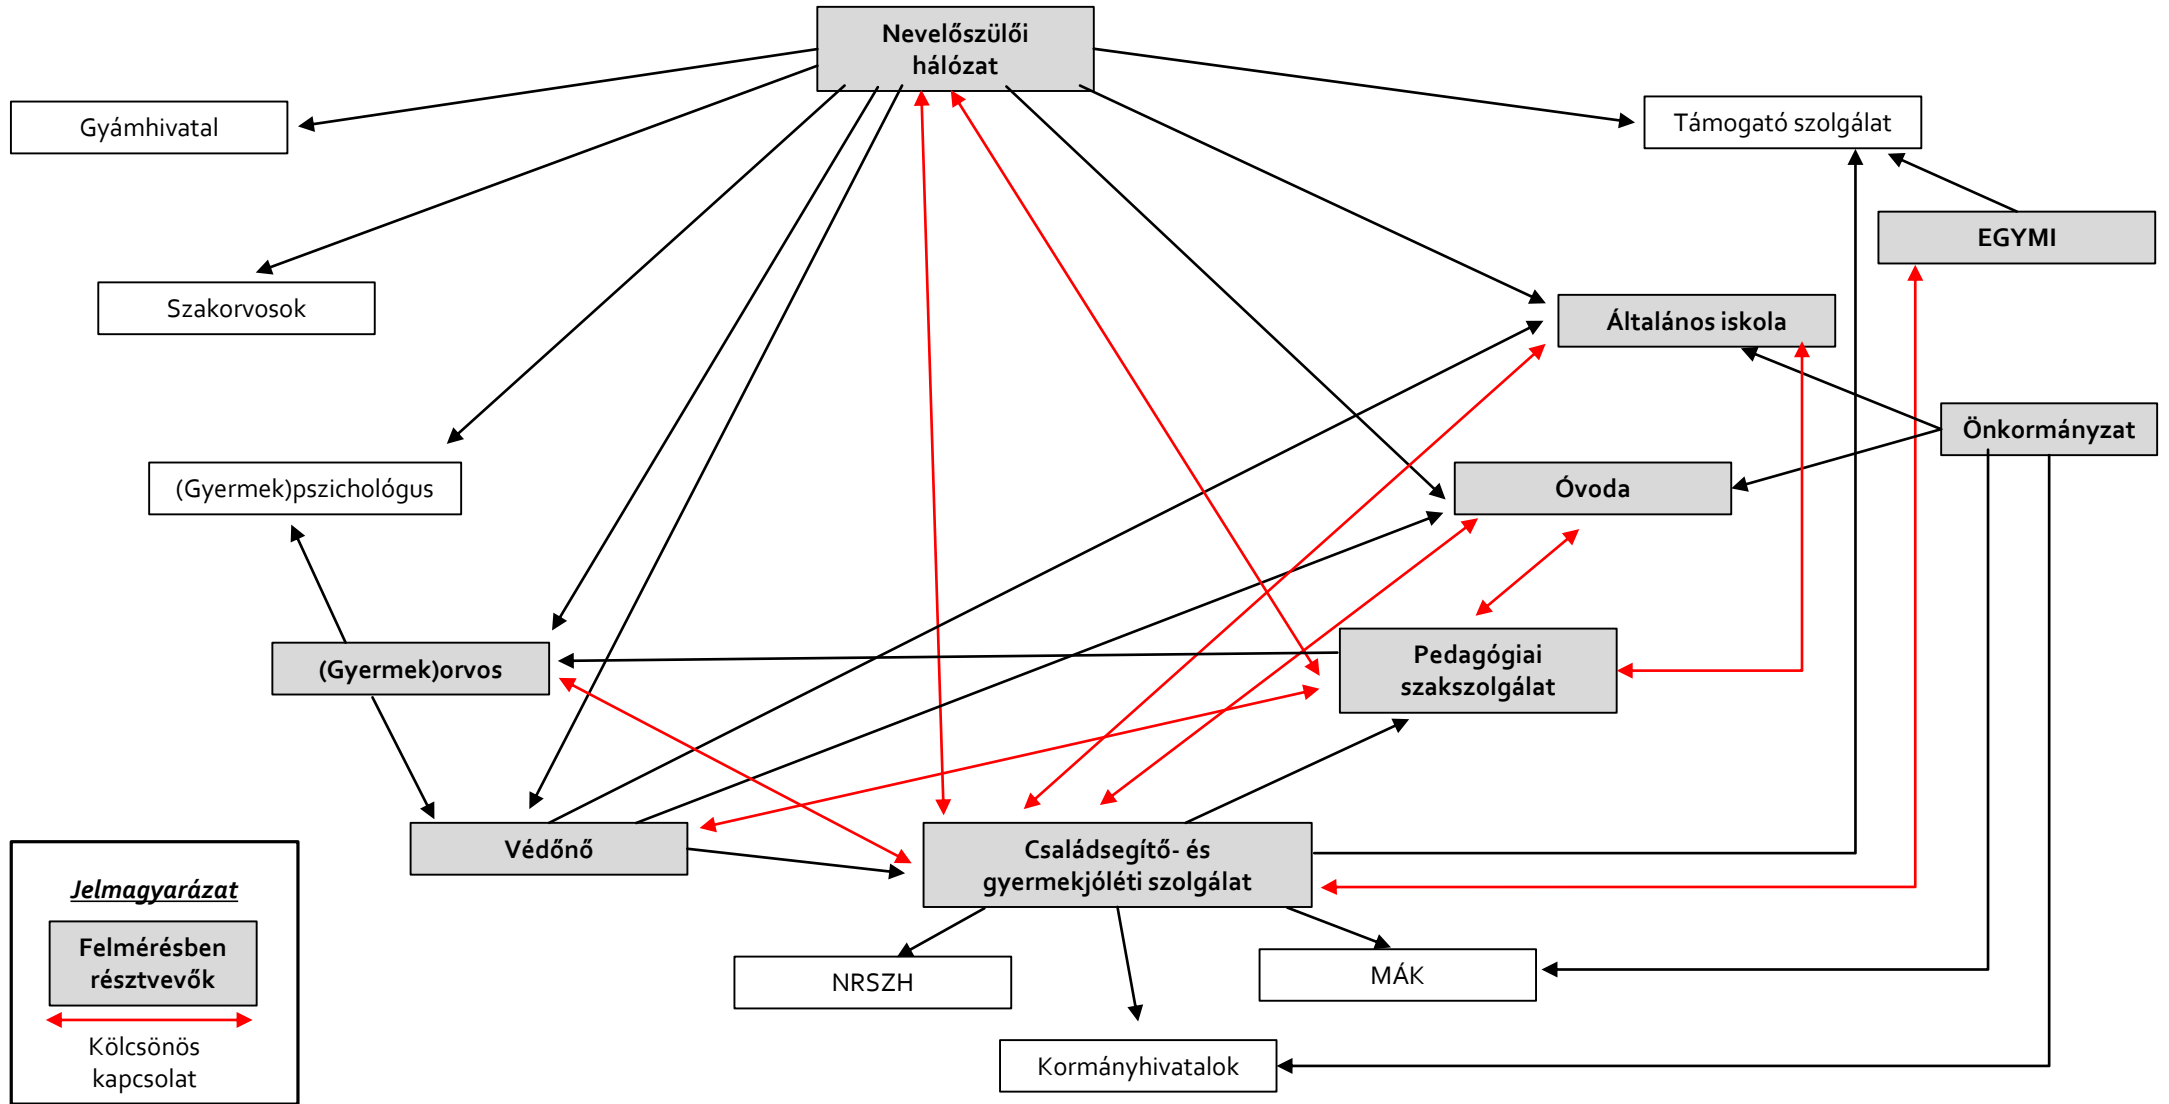 Nevelőszülői
hálózat
Gyámhivatal
Támogató szolgálat
EGYMI
Szakorvosok
Általános iskola
Önkormányzat
(Gyermek)pszichológus
Óvoda
(Gyermek)orvos
Pedagógiai
szakszolgálat
Védőnő
Családsegítő- és
gyermekjóléti szolgálat
NRSZH
MÁK
Kormányhivatalok
Jelmagyarázat
Felmérésben
résztvevők
Kölcsönös
kapcsolat